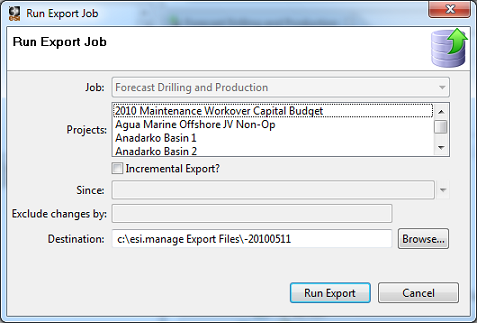 Run Export Job
Run Export Job
Job: Forecast Drilling and Production
Projects: 2010 Maintenance Workover Capital Budget
Agua Marine Offshore JV Non-Op
Anadarko Basin 1
Anadarko Basin 2
Incremental Export?
Since:
Exclude changes by:
Destination: c:\esi.manage Export Files\-20100511 Browse...
Run Export Cancel